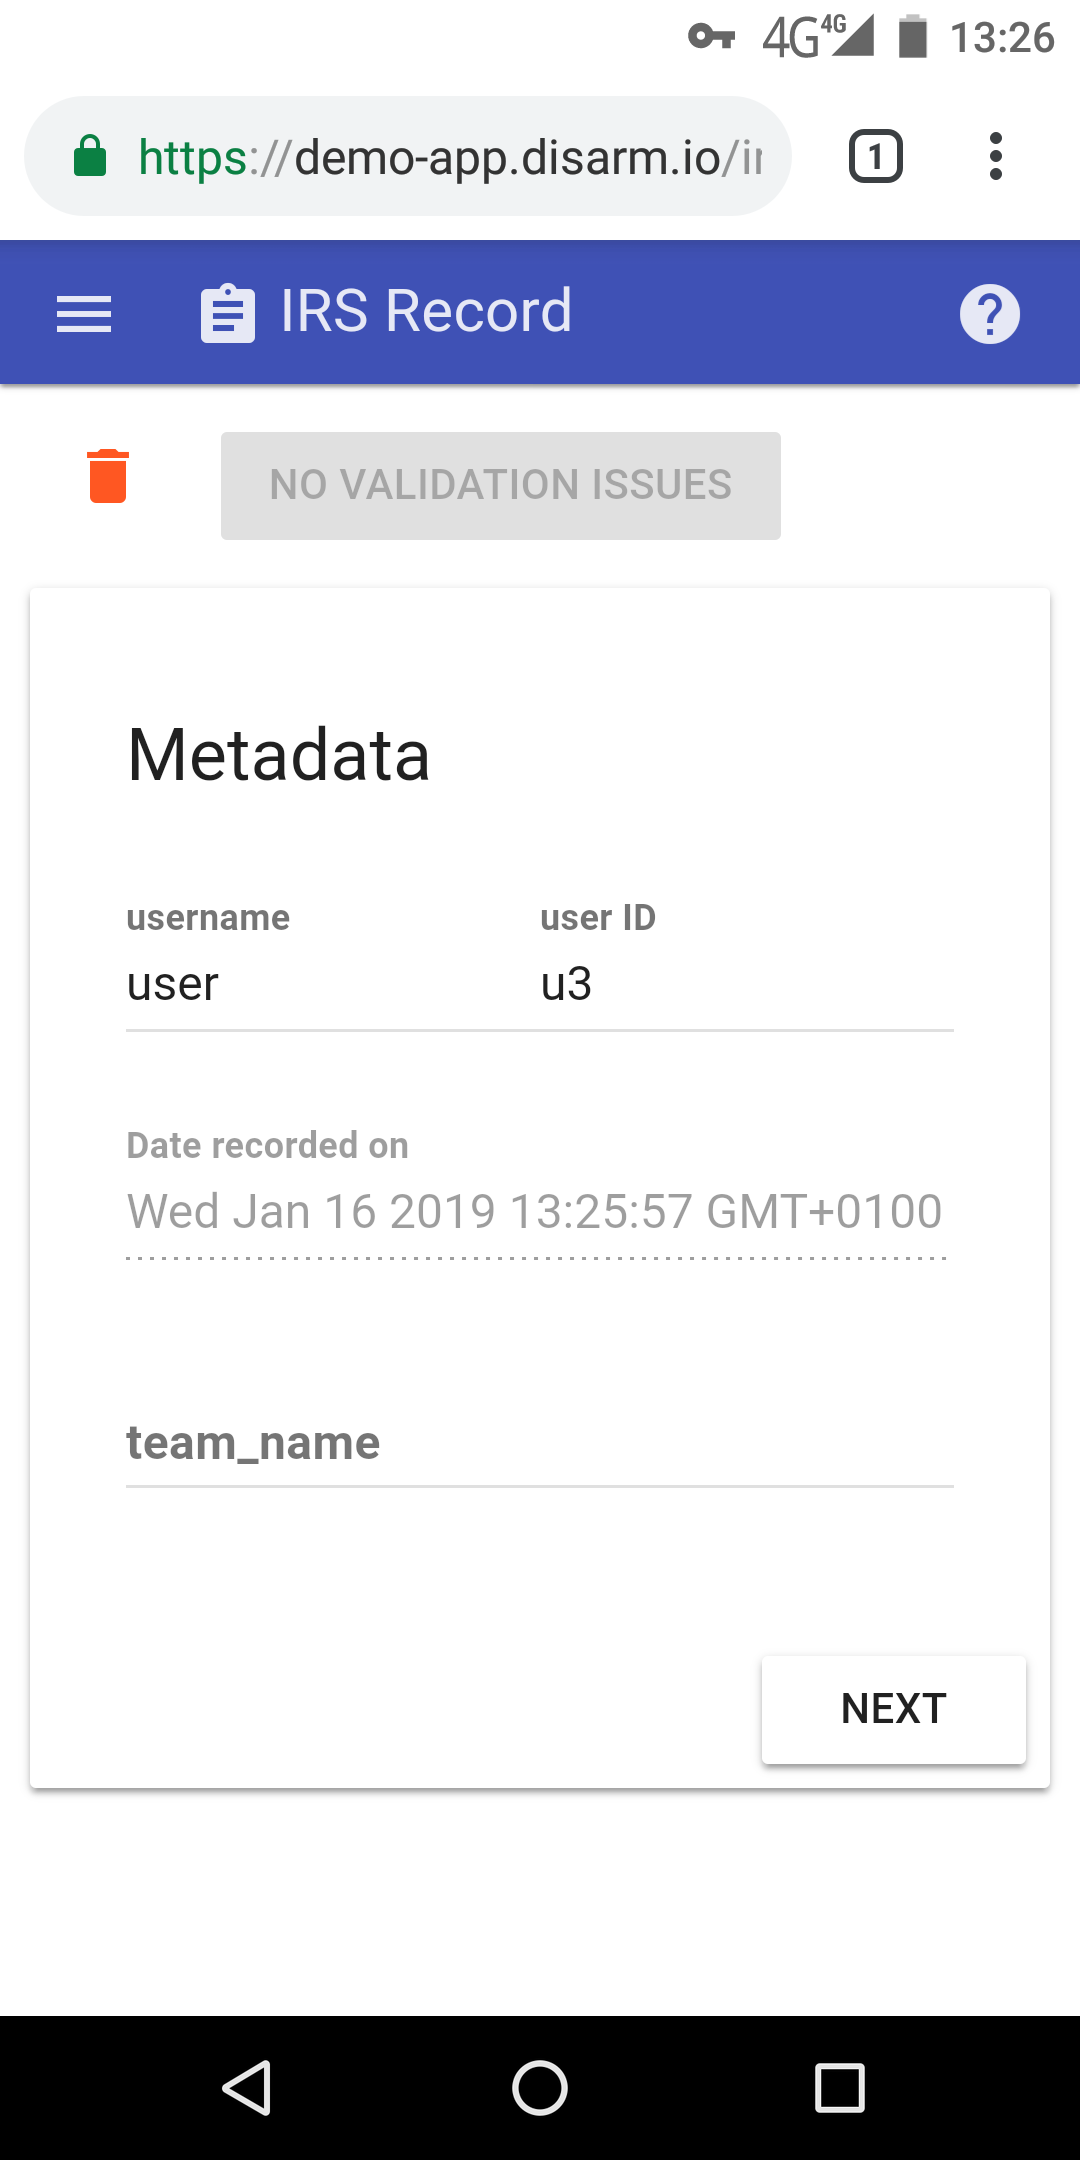 4G 4G 13:26
https://demo-app.disarm.io/ir
1
IRS Record
?
NO VALIDATION ISSUES
Metadata
username user ID
user u3
Date recorded on
Wed Jan 16 2019 13:25:57 GMT+0100
team_name
NEXT